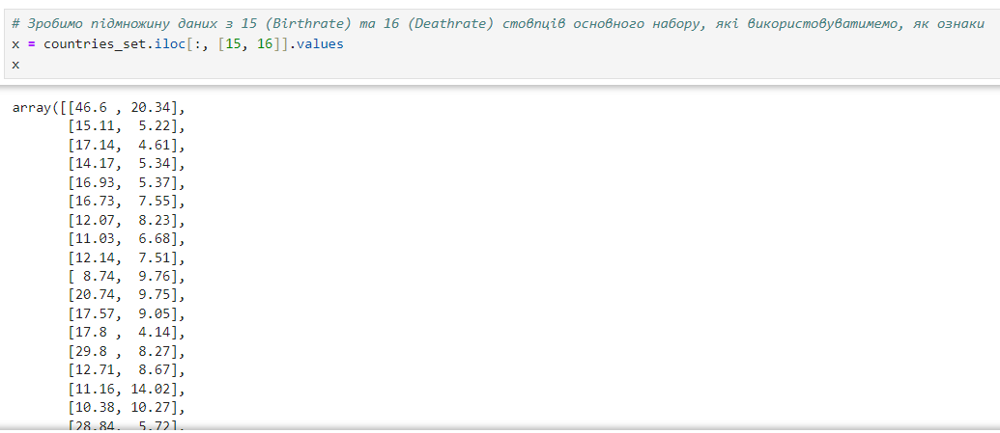 # Зробимо підмножину даних з 15 (Birthrate) та 16 (Deathrate) стовпців основного набору, які використовуватимемо, як ознаки
x = countries_set.iloc[:, [15, 16]].values
x
array([[46.6 , 20.34],
[15.11,  5.22],
[17.14,  4.61],
[14.17,  5.34],
[16.93,  5.37],
[16.73,  7.55],
[12.07,  8.23],
[11.03,  6.68],
[12.14,  7.51],
[ 8.74,  9.76],
[20.74,  9.75],
[17.57,  9.05],
[17.8 ,  4.14],
[29.8 ,  8.27],
[12.71,  8.67],
[11.16, 14.02],
[10.38, 10.27],
[28.84,  5.72],